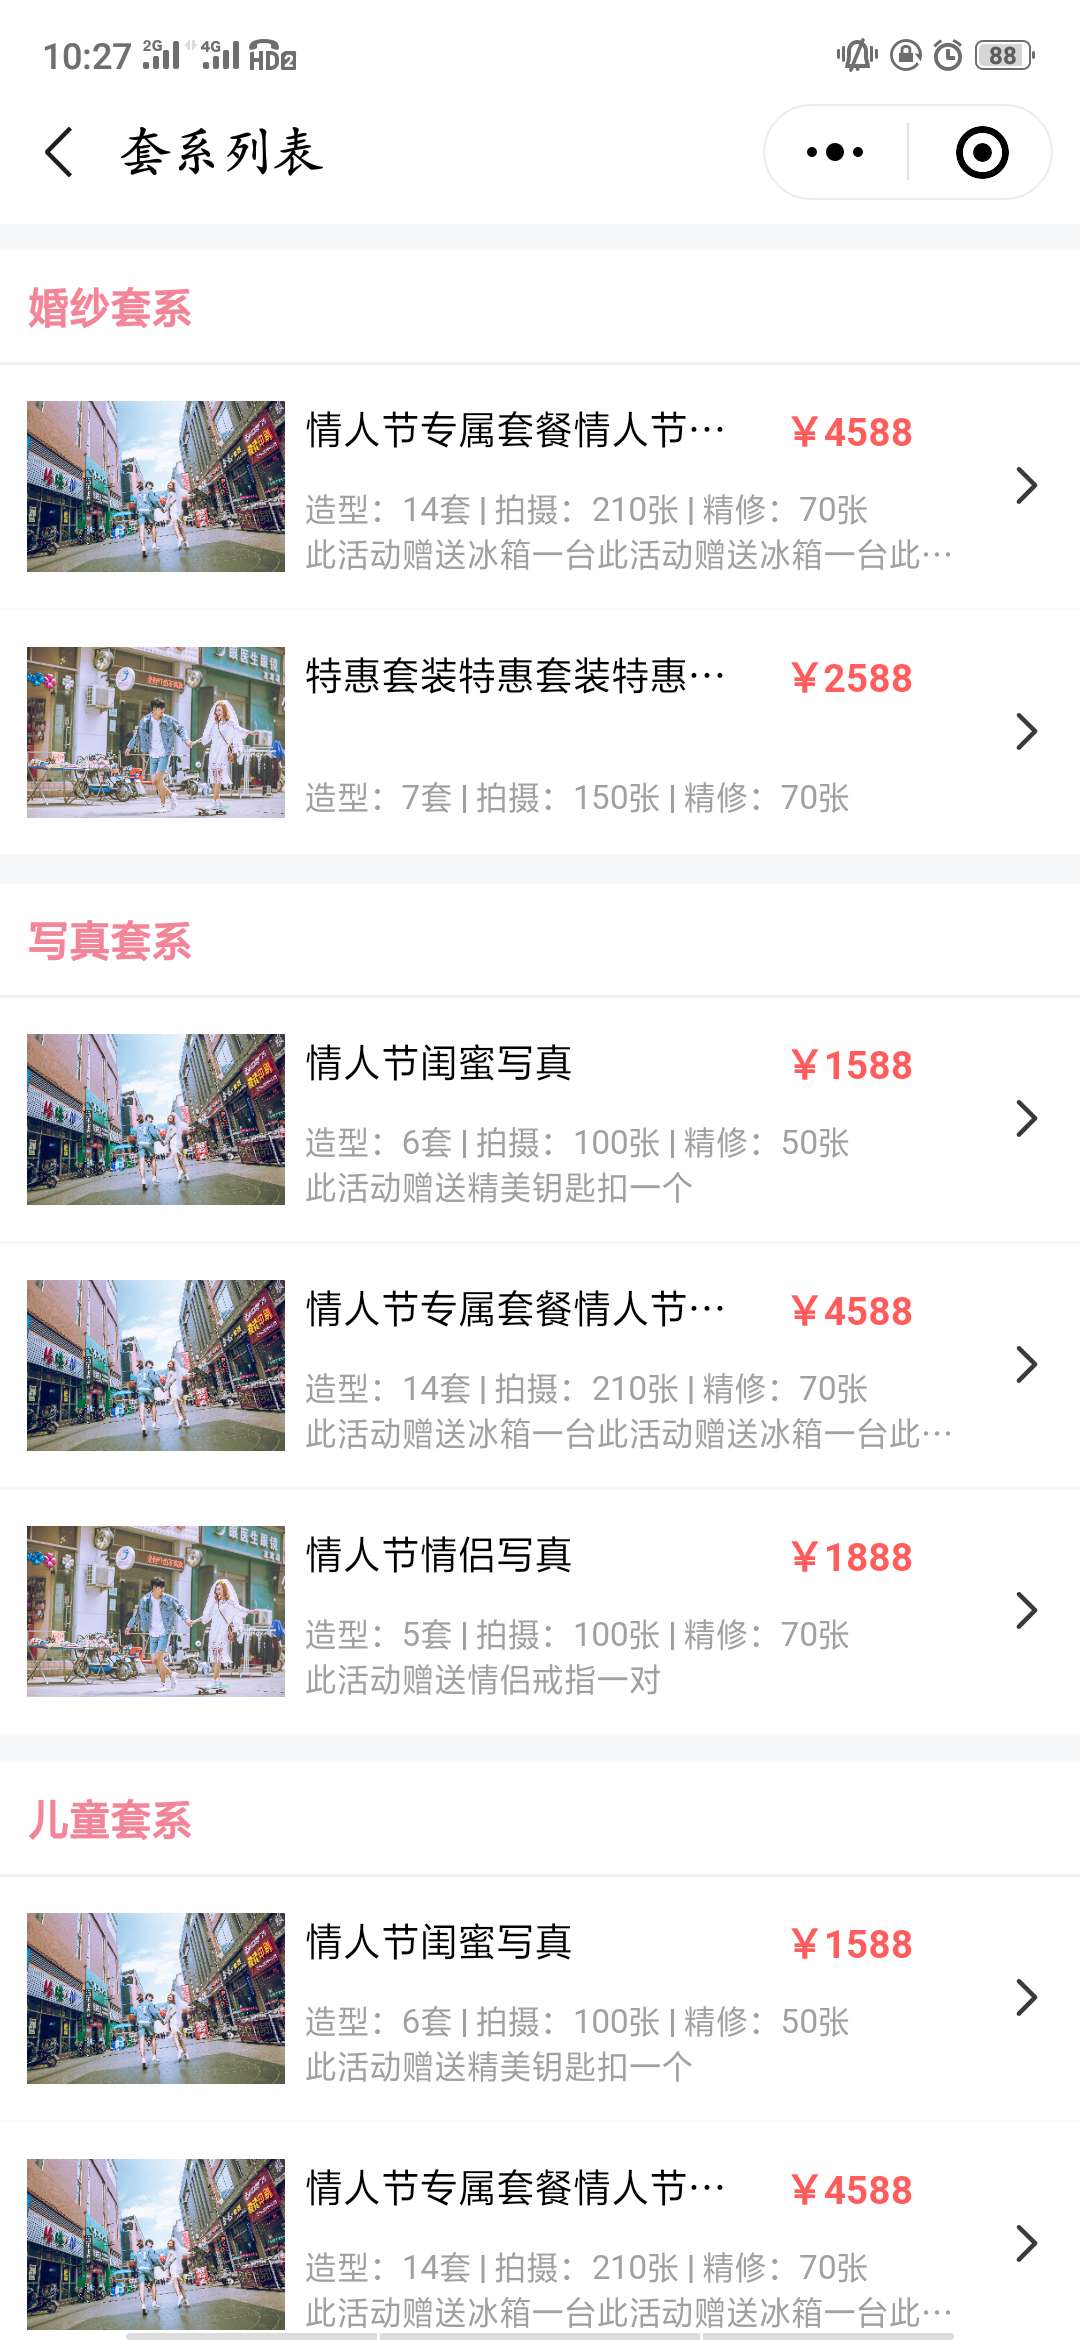 10:27 2G 4G HD2 88
套系列表
婚纱套系
情人节专属套餐情人节… ￥4588
造型：14套 | 拍摄：210张 | 精修：70张
此活动赠送冰箱一台此活动赠送冰箱一台此…
特惠套装特惠套装特惠… ￥2588
造型：7套 | 拍摄：150张 | 精修：70张
写真套系
情人节闺蜜写真 ￥1588
造型：6套 | 拍摄：100张 | 精修：50张
此活动赠送精美钥匙扣一个
情人节专属套餐情人节… ￥4588
造型：14套 | 拍摄：210张 | 精修：70张
此活动赠送冰箱一台此活动赠送冰箱一台此…
情人节情侣写真 ￥1888
造型：5套 | 拍摄：100张 | 精修：70张
此活动赠送情侣戒指一对
儿童套系
情人节闺蜜写真 ￥1588
造型：6套 | 拍摄：100张 | 精修：50张
此活动赠送精美钥匙扣一个
情人节专属套餐情人节… ￥4588
造型：14套 | 拍摄：210张 | 精修：70张
此活动赠送冰箱一台此活动赠送冰箱一台此…